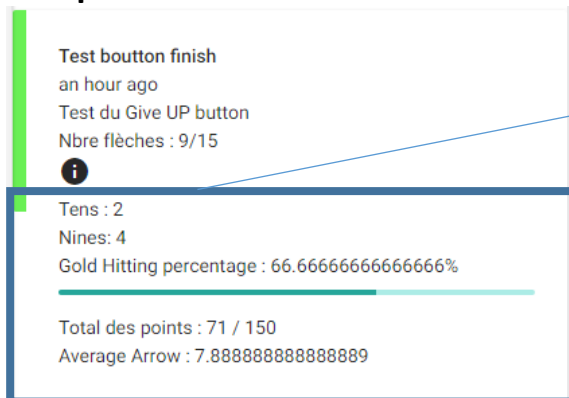 Test boutton finish
an hour ago
Test du Give UP button
Nbre flèches : 9/15
i
Tens : 2
Nines: 4
Gold Hitting percentage : 66.66666666666666%
Total des points : 71 / 150
Average Arrow : 7.888888888888889